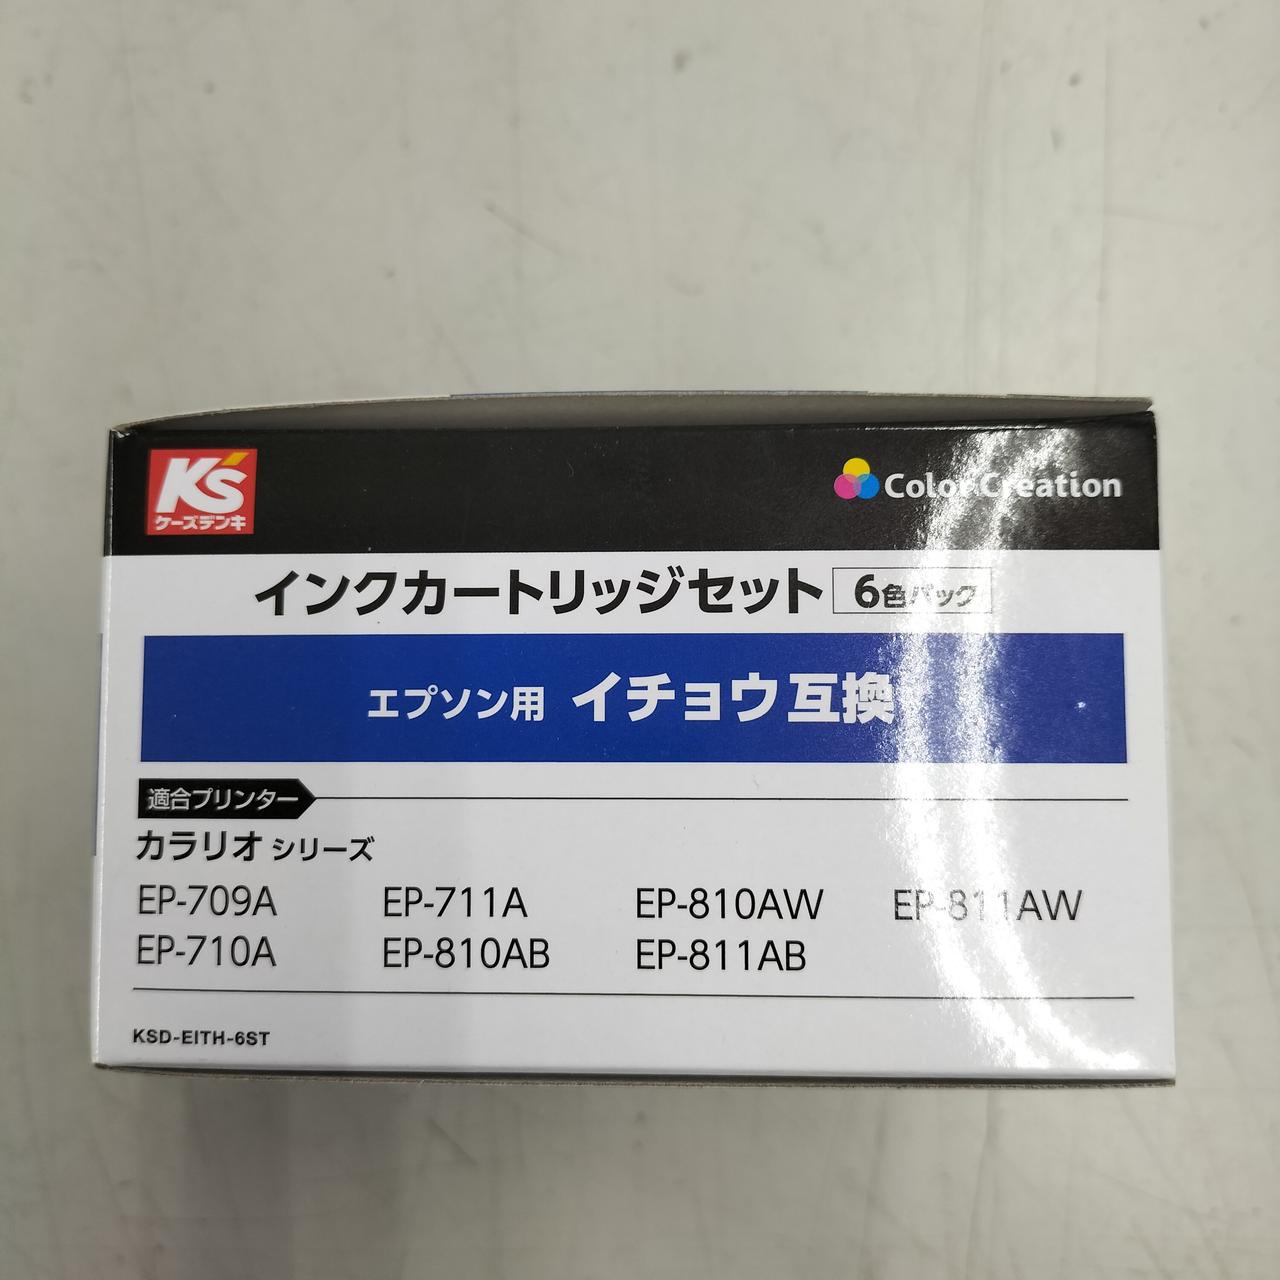 K's
ケーズデンキ
Color Creation
インクカートリッジセット 6色パック
エプソン用 イチョウ互換
適合プリンター
カラリオ シリーズ
EP-709A EP-711A EP-810AW EP-811AW
EP-710A EP-810AB EP-811AB
KSD-EITH-6ST